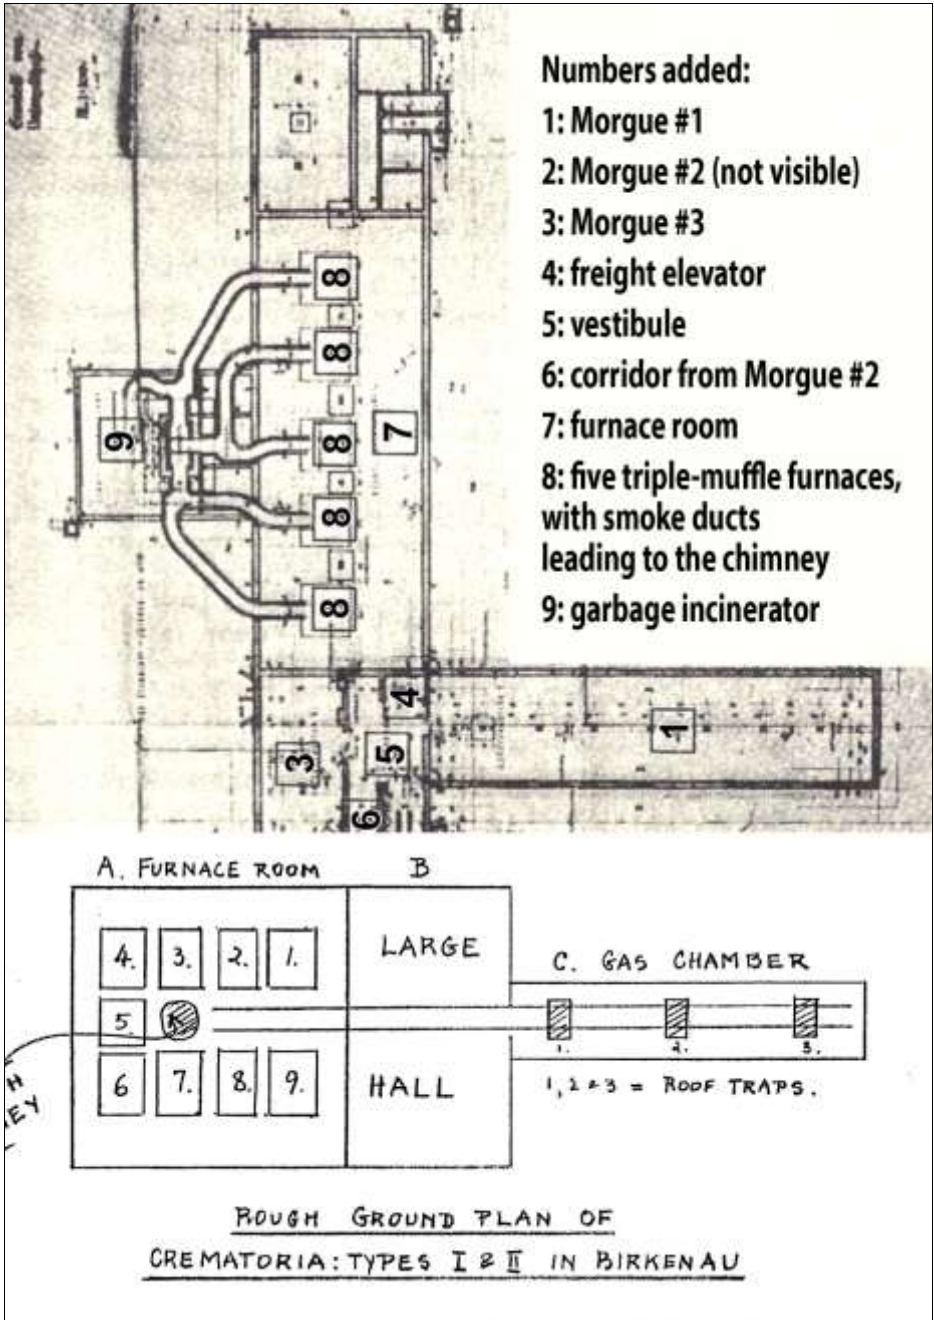 Numbers added:
1: Morgue #1
2: Morgue #2 (not visible)
3: Morgue #3
4: freight elevator
5: vestibule
6: corridor from Morgue #2
7: furnace room
8: five triple-muffle furnaces,
with smoke ducts
leading to the chimney
9: garbage incinerator
8
8
9
8
7
8
8
4
1
3
5
6
A. FURNACE ROOM
B
4.
3.
2.
1.
LARGE
C. GAS CHAMBER
5.
1.
2.
3.
6
7.
8.
9.
HALL
1, 2 & 3 = ROOF TRAPS.
ROUGH GROUND PLAN OF
CREMATORIA: TYPES I & II IN BIRKENAU